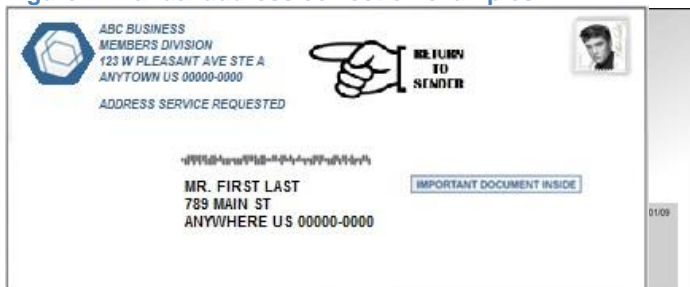 ABC BUSINESS
MEMBERS DIVISION
123 W PLEASANT AVE STE A
ANYTOWN US 00000-0000
ADDRESS SERVICE REQUESTED
RETURN
TO
SENDER
MR. FIRST LAST
789 MAIN ST
ANYWHERE US 00000-0000
IMPORTANT DOCUMENT INSIDE
01/09